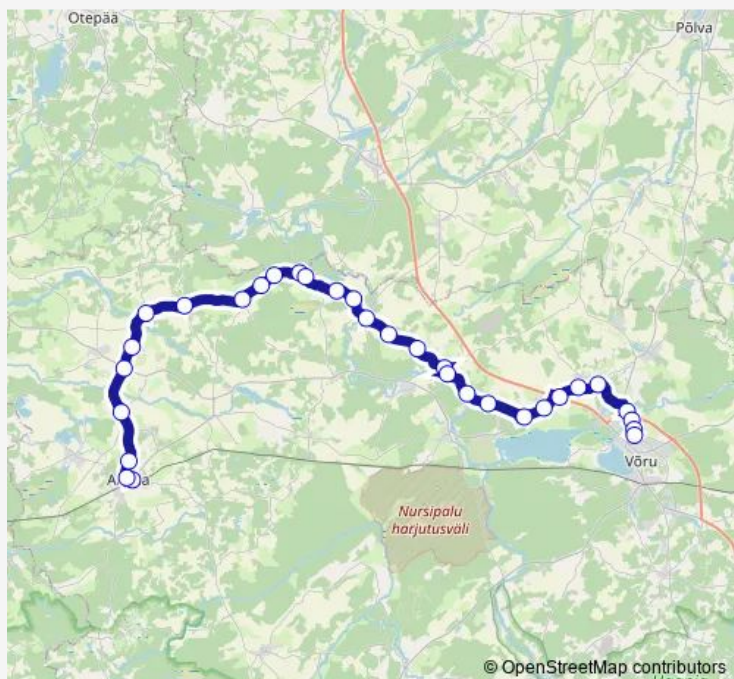 Otepää
Põlva
Võru
Nursipalu
harjutusväli
© OpenStreetMap contributors